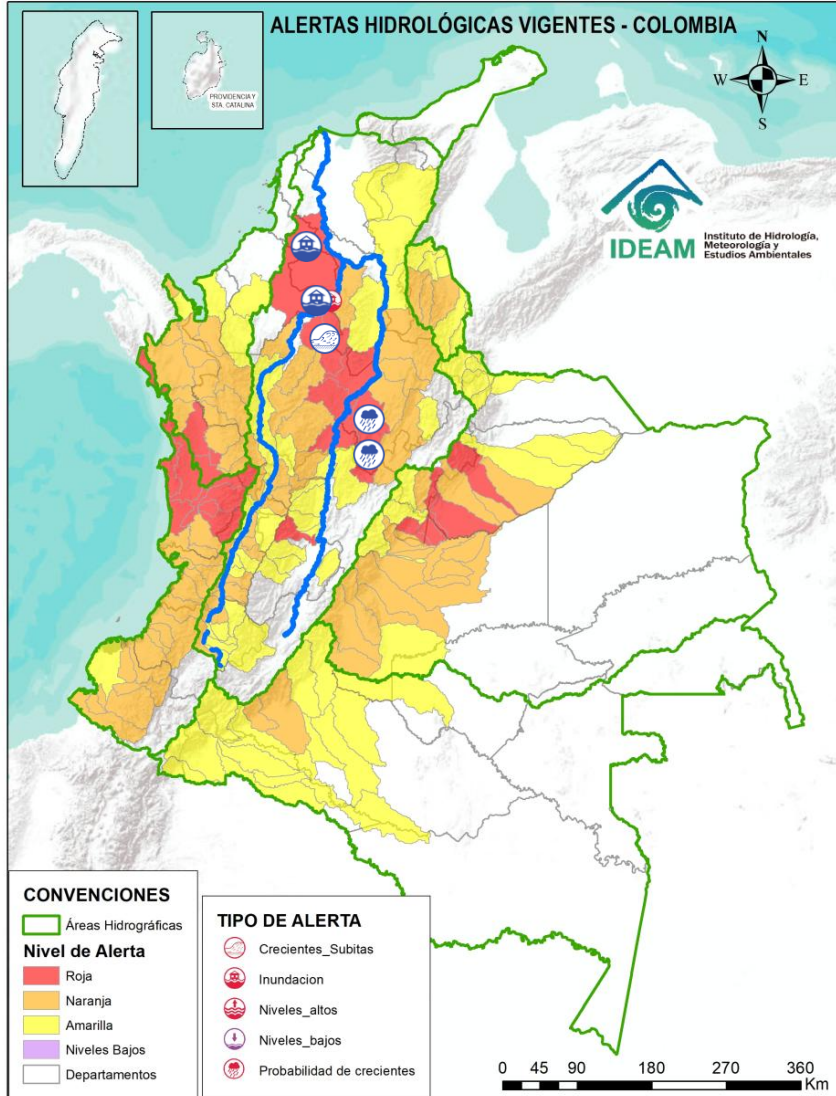 ALERTAS HIDROLÓGICAS VIGENTES - COLOMBIA
PROVIDENCIA Y
STA. CATALINA
N
W
E
S
IDEAM
Instituto de Hidrología,
Meteorología y
Estudios Ambientales
CONVENCIONES
Áreas Hidrográficas
Nivel de Alerta
Roja
Naranja
Amarilla
Niveles Bajos
Departamentos
TIPO DE ALERTA
Crecientes_Subitas
Inundacion
Niveles_altos
Niveles_bajos
Probabilidad de crecientes
0 45 90 180 270 360
Km